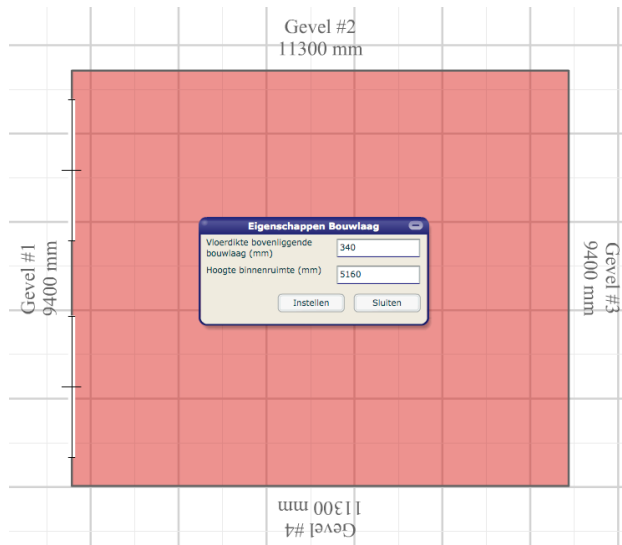 Gevel #2
11300 mm
Gevel #1
9400 mm
Eigenschappen Bouwlaag
Vloerdikte bovenliggende
bouwlaag (mm)
340
Hoogte binnenruimte (mm)
5160
Instellen
Sluiten
Gevel #3
9400 mm
Gevel #4
11300 mm